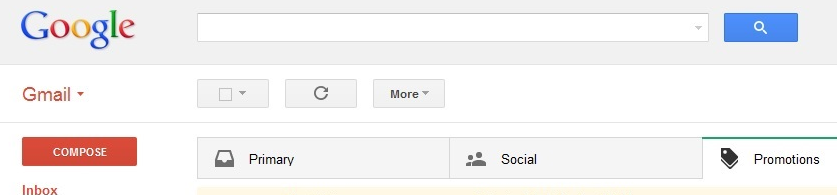 Google
Gmail
More
COMPOSE
Primary
Social
Promotions
Inbox